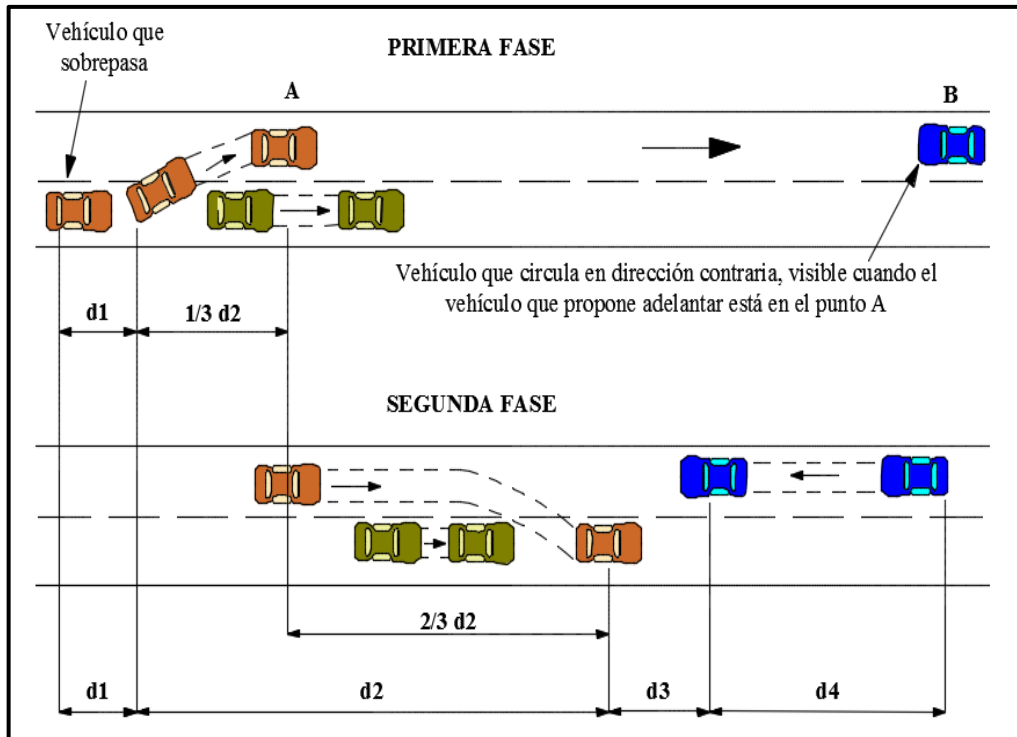 Vehículo que
sobrepasa
PRIMERA FASE
A
B
Vehículo que circula en dirección contraria, visible cuando el
vehículo que propone adelantar está en el punto A
d1
1/3 d2
SEGUNDA FASE
2/3 d2
d1
d2
d3
d4